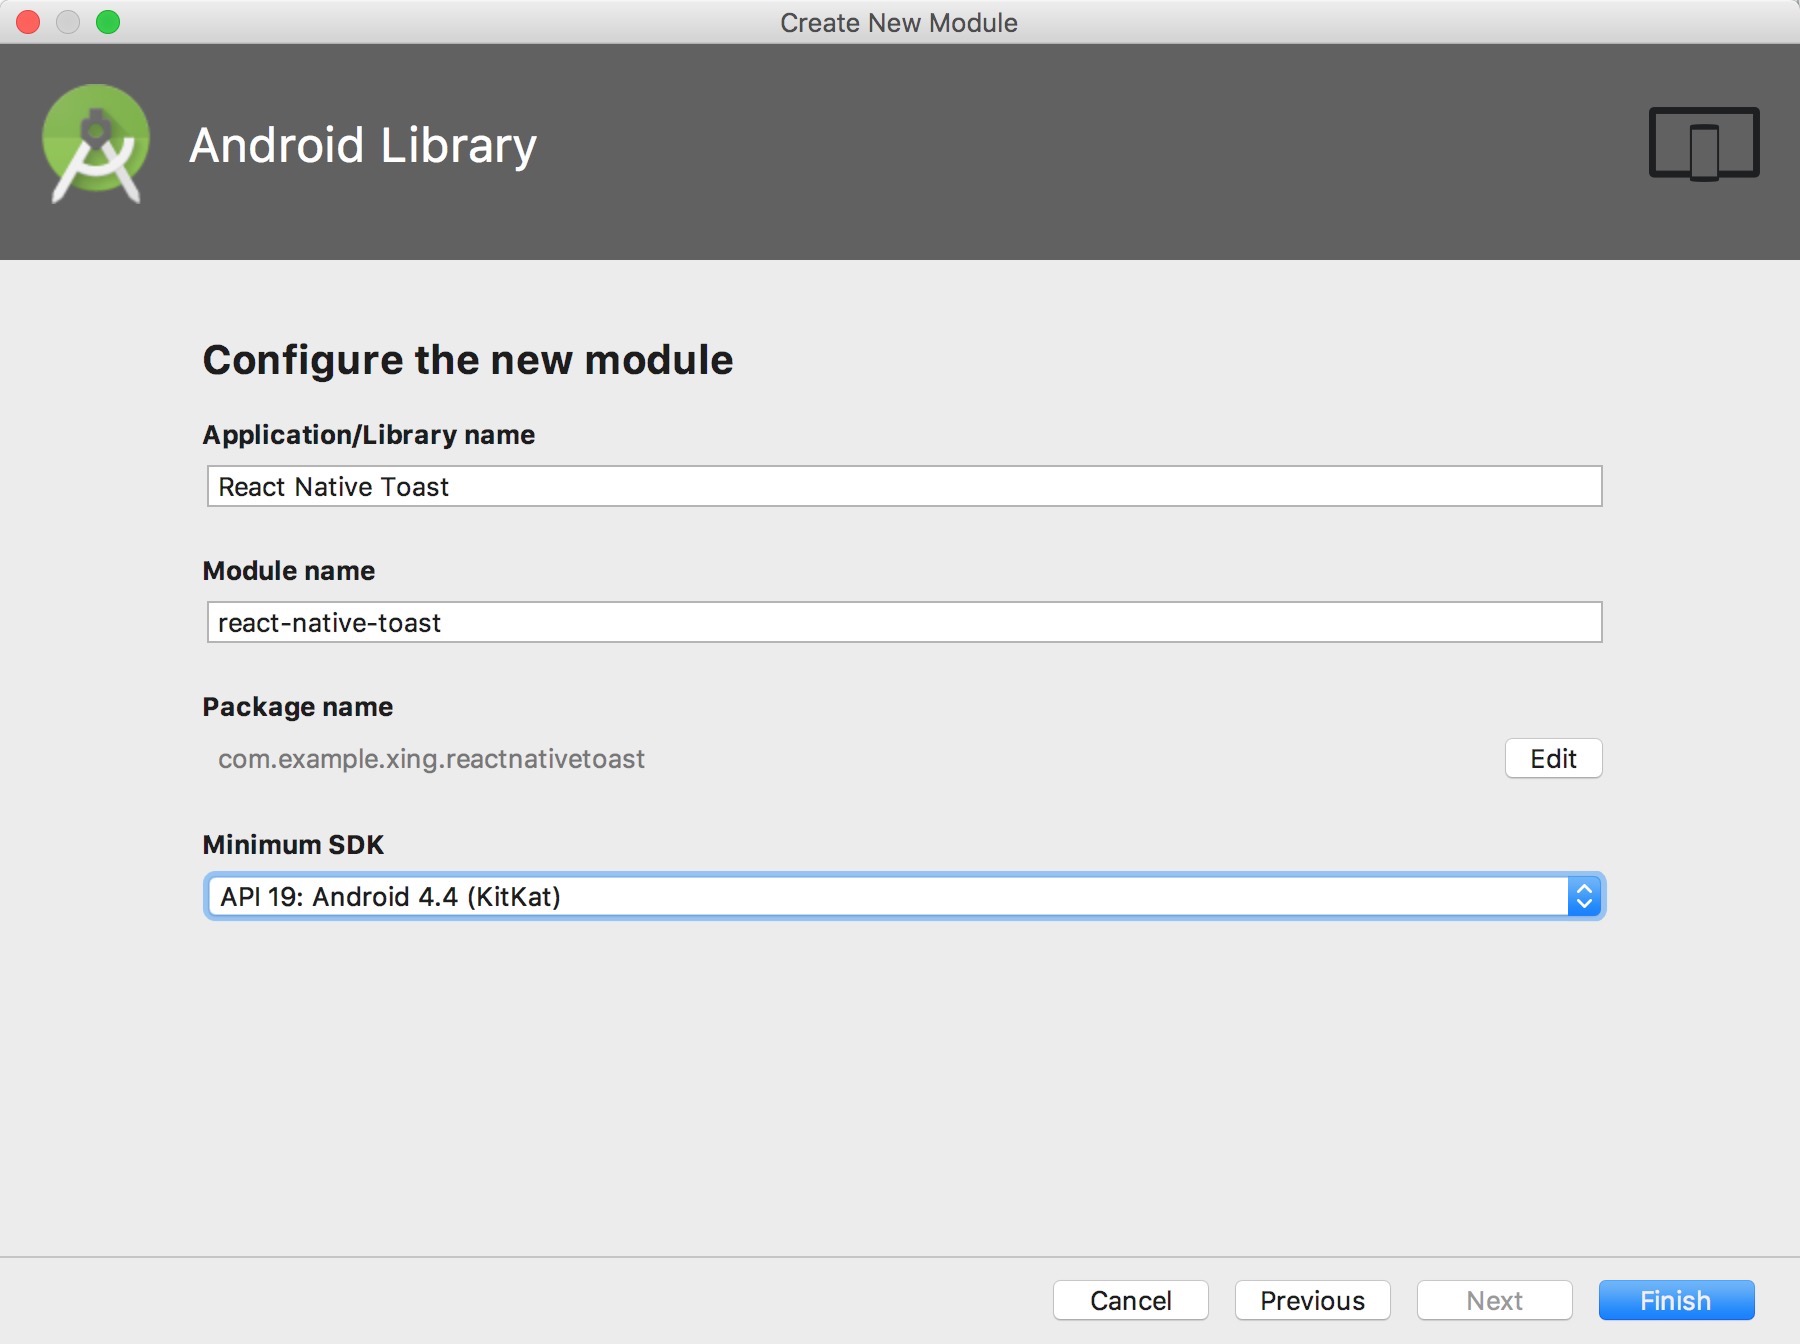 Create New Module
Android Library
Configure the new module
Application/Library name
React Native Toast
Module name
react-native-toast
Package name
com.example.xing.reactnativetoast
Edit
Minimum SDK
API 19: Android 4.4 (KitKat)
Cancel
Previous
Next
Finish